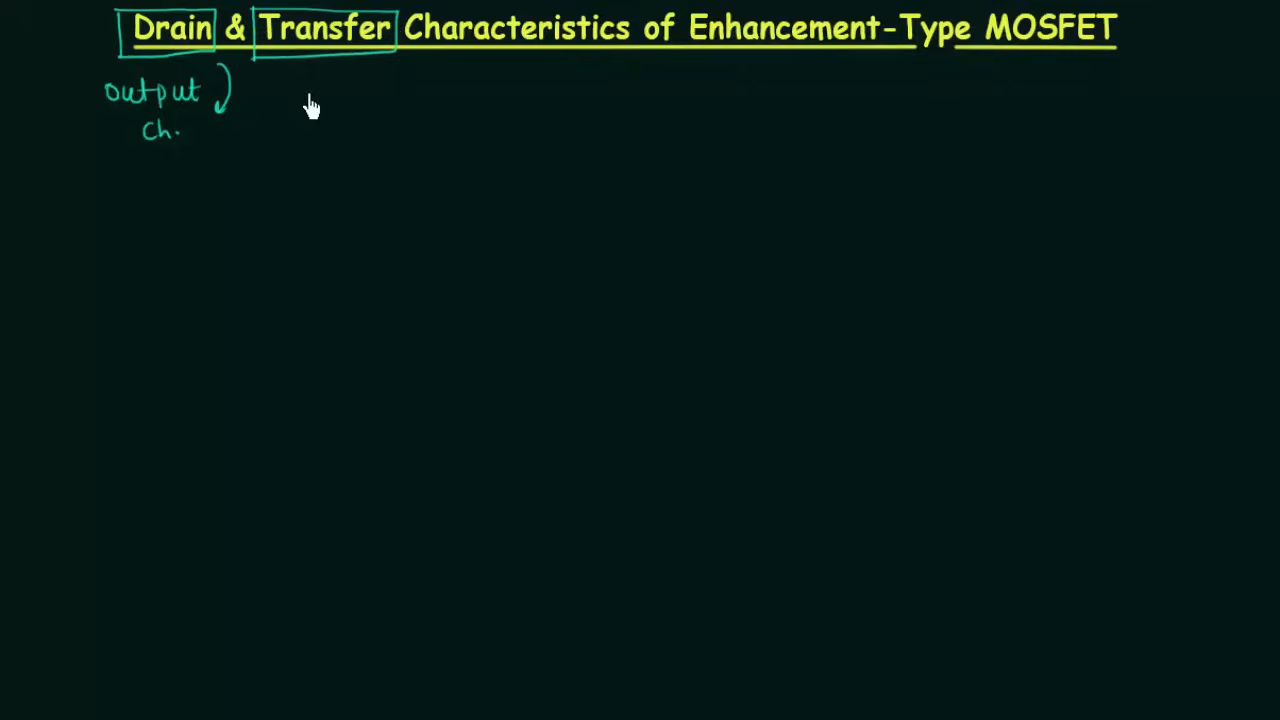 Drain & Transfer Characteristics of Enhancement-Type MOSFET
output
ch.